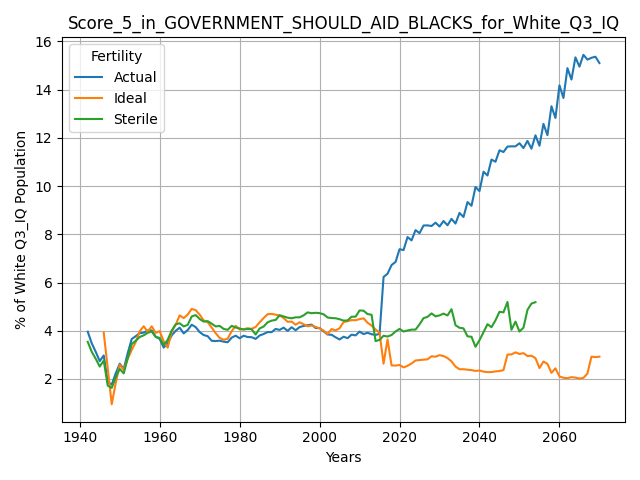 Score_5_in_GOVERNMENT_SHOULD_AID_BLACKS_for_White_Q3_IQ
Fertility
Actual
Ideal
Sterile
% of White Q3_IQ Population
16
14
12
10
8
6
4
2
1940 1960 1980 2000 2020 2040 2060
Years